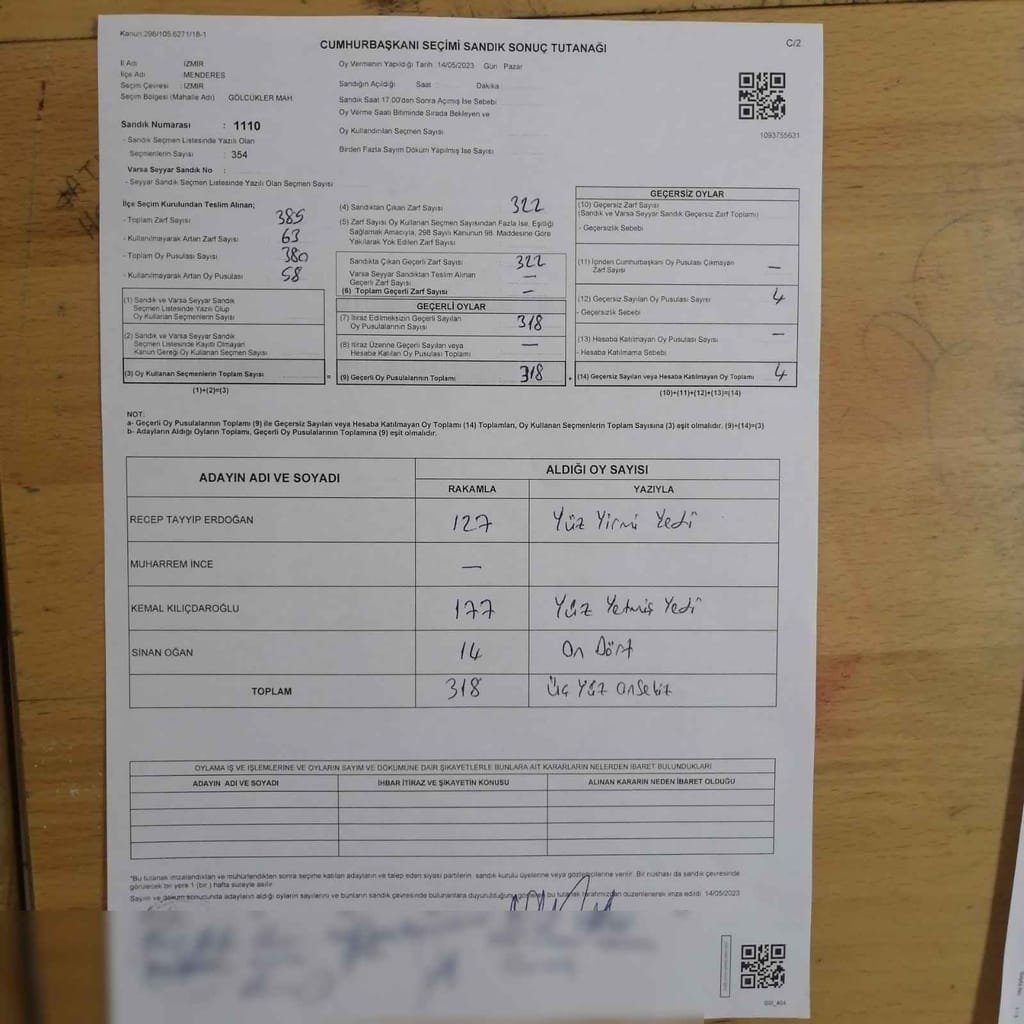 Kanun 298/105.6271/18-1
CUMHURBAŞKANI SEÇİMİ SANDIK SONUÇ TUTANAĞI
C/2
İl Adı : İZMİR
İlçe Adı : MENDERES
Seçim Çevresi : İZMİR
Seçim Bölgesi (Mahalle Adı) GÖLCÜKLER MAH.
Oy Vermenin Yapıldığı Tarih 14/05/2023 Gün Pazar
Sandığın Açıldığı Saat Dakika
Sandık Saat 17.00'dan Sonra Açımış İse Sebebi
Oy Verme Saati Bitiminde Sırada Bekleyen ve
Oy Kullandırılan Seçmen Sayısı
Birden Fazla Sayım Döküm Yapılmış İse Sayısı
1093755631
Sandık Numarası : 1110
- Sandık Seçmen Listesinde Yazılı Olan
Seçmenlerin Sayısı : 354
Varsa Seyyar Sandık No :
- Seyyar Sandık Seçmen Listesinde Yazılı Olan Seçmen Sayısı
İlçe Seçim Kurulundan Teslim Alınan;
- Toplam Zarf Sayısı 385
- Kullanılmayarak Artan Zarf Sayısı 63
- Toplam Oy Pusulası Sayısı 380
- Kullanılmayarak Artan Oy Pusulası 58
(1) Sandık ve Varsa Seyyar Sandık
Seçmen Listesinde Yazılı Olup
Oy Kullanan Seçmenlerin Sayısı
(2) Sandık ve Varsa Seyyar Sandık
Seçmen Listesinde Kayıtlı Olmayan
Kanun Gereği Oy Kullanan Seçmen Sayısı
(3) Oy Kullanan Seçmenlerin Toplam Sayısı
=
(1)+(2)=(3)
(4) Sandıktan Çıkan Zarf Sayısı 322
(5) Zarf Sayısı Oy Kullanan Seçmen Sayısından Fazla İse, Eşitliği
Sağlamak Amacıyla, 298 Sayılı Kanunun 98. Maddesine Göre
Yakılarak Yok Edilen Zarf Sayısı
Sandıkta Çıkan Geçerli Zarf Sayısı 322
Varsa Seyyar Sandıktan Teslim Alınan
Geçerli Zarf Sayısı —
(6) Toplam Geçerli Zarf Sayısı —
GEÇERLİ OYLAR
(7) İtiraz Edilmeksizin Geçerli Sayılan
Oy Pusulalarının Sayısı 318
(8) İtiraz Üzerine Geçerli Sayılan veya
Hesaba Katılan Oy Pusulası Toplamı —
(9) Geçerli Oy Pusulalarının Toplamı 318
+
GEÇERSİZ OYLAR
(10) Geçersiz Zarf Sayısı
(Sandık ve Varsa Seyyar Sandık Geçersiz Zarf Toplamı)
- Geçersizlik Sebebi
(11) İçinden Cumhurbaşkanı Oy Pusulası Çıkmayan
Zarf Sayısı —
(12) Geçersiz Sayılan Oy Pusulası Sayısı 4
- Geçersizlik Sebebi
(13) Hesaba Katılmayan Oy Pusulası Sayısı —
- Hesaba Katılmama Sebebi
(14) Geçersiz Sayılan veya Hesaba Katılmayan Oy Toplamı 4
(10)+(11)+(12)+(13)=(14)
NOT:
a- Geçerli Oy Pusulalarının Toplamı (9) ile Geçersiz Sayılan veya Hesaba Katılmayan Oy Toplamı (14) Toplamları, Oy Kullanan Seçmenlerin Toplam Sayısına (3) eşit olmalıdır. (9)+(14)=(3)
b- Adayların Aldığı Oyların Toplamı, Geçerli Oy Pusulalarının Toplamına (9) eşit olmalıdır.
ADAYIN ADI VE SOYADI
ALDIĞI OY SAYISI
RAKAMLA YAZIYLA
RECEP TAYYİP ERDOĞAN 127 Yüz Yirmi Yedi
MUHARREM İNCE —
KEMAL KILIÇDAROĞLU 177 Yüz Yetmiş Yedi
SİNAN OĞAN 14 On Dört
TOPLAM 318 Üç Yüz Onsekiz
OYLAMA İŞ VE İŞLEMLERİNE VE OYLARIN SAYIM VE DÖKÜMÜNE DAİR ŞİKAYETLERLE BUNLARA AİT KARARLARIN NELERDEN İBARET BULUNDUKLARI
ADAYIN ADI VE SOYADI İHBAR İTİRAZ VE ŞİKAYETİN KONUSU ALINAN KARARIN NEDEN İBARET OLDUĞU
*Bu tutanak imzalandıktan ve mühürlendikten sonra seçime katılan adayların ve talep eden siyasi partilerin sandık kurulu üyelerine veya gözlemcilerine verilir. Bir nüshası da sandık çevresinde
görülecek bir yere 1 (bir) hafta süreyle asılır.
Sayım ve döküm sonucunda adayların aldığı oyların sayılarını ve bunların sandık çevresinde bulunanlara duyurulduğunu bu tutanak tarafımızdan düzenlenerek imza edildi 14/05/2023